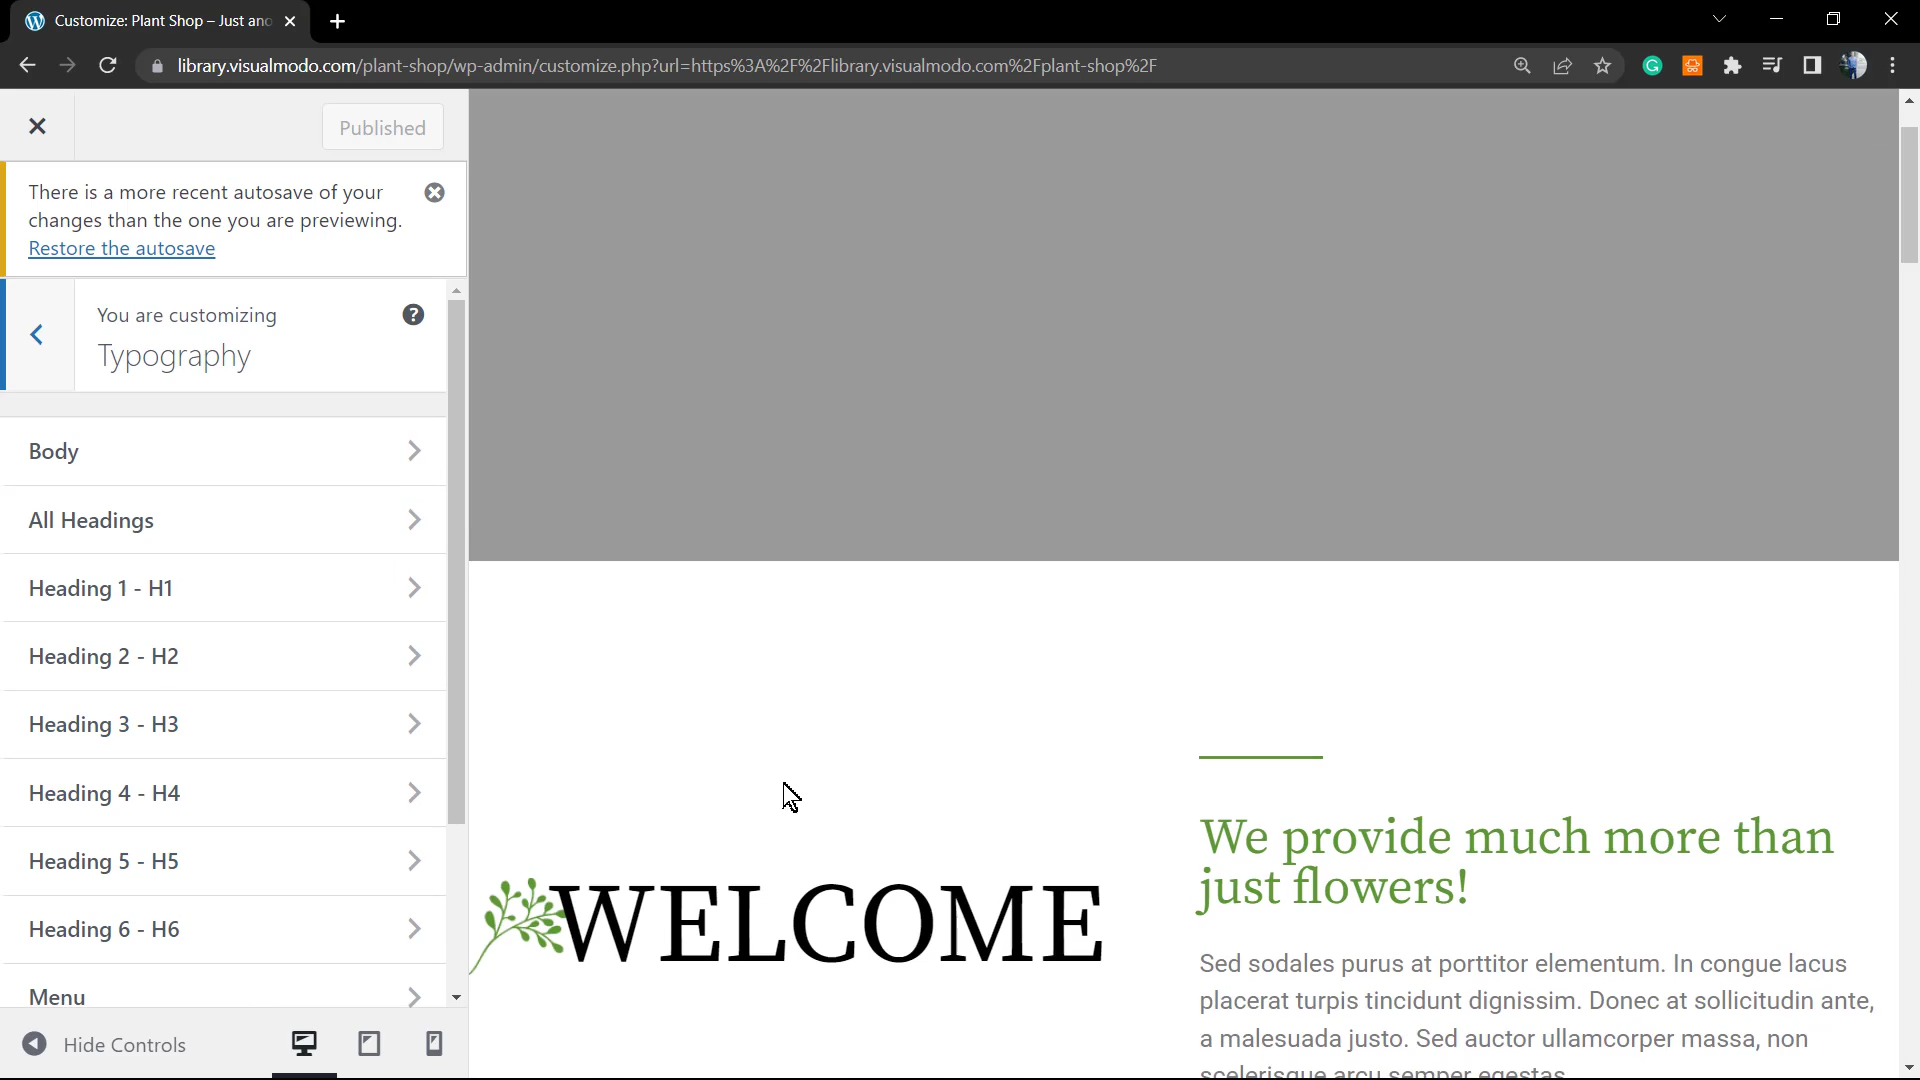 Customize: Plant Shop – Just and
library.visualmodo.com/plant-shop/wp-admin/customize.php?url=https%3A%2F%2Flibrary.visualmodo.com%2Fplant-shop%2F
Published
There is a more recent autosave of your
changes than the one you are previewing.
Restore the autosave
You are customizing
Typography
Body
All Headings
Heading 1 - H1
Heading 2 - H2
Heading 3 - H3
Heading 4 - H4
Heading 5 - H5
Heading 6 - H6
Menu
Hide Controls
WELCOME
We provide much more than
just flowers!
Sed sodales purus at porttitor elementum. In congue lacus
placerat turpis tincidunt dignissim. Donec at sollicitudin ante,
a malesuada justo. Sed auctor ullamcorper massa, non
scelerisque arcu semper egestas